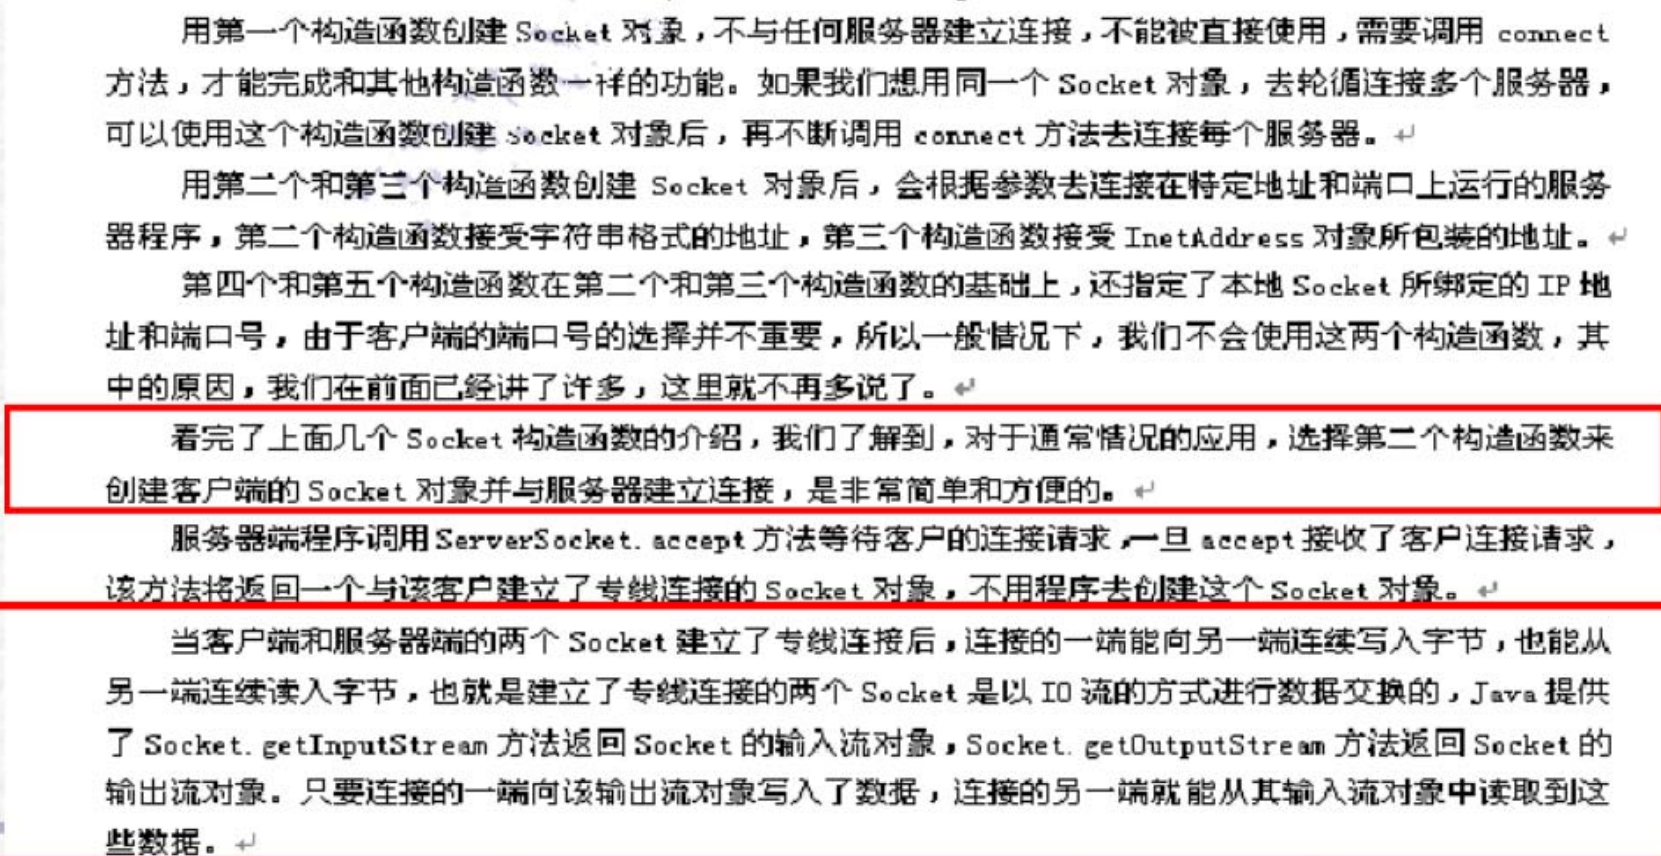 用第一个构造函数创建 Socket 对象，不与任何服务器建立连接，不能被直接使用，需要调用 connect
方法，才能完成和其他构造函数一样的功能。如果我们想用同一个 Socket 对象，去轮循连接多个服务器，
可以使用这个构造函数创建 socket 对象后，再不断调用 connect 方法去连接每个服务器。
用第二个和第三个构造函数创建 Socket 对象后，会根据参数去连接在特定地址和端口上运行的服务
器程序，第二个构造函数接受字符串格式的地址，第三个构造函数接受 InetAddress 对象所包装的地址。
第四个和第五个构造函数在第二个和第三个构造函数的基础上，还指定了本地 Socket 所绑定的 IP 地
址和端口号，由于客户端的端口号的选择并不重要，所以一般情况下，我们不会使用这两个构造函数，其
中的原因，我们在前面已经讲了许多，这里就不再多说了。
看完了上面几个 Socket 构造函数的介绍，我们了解到，对于通常情况的应用，选择第二个构造函数来
创建客户端的 Socket 对象并与服务器建立连接，是非常简单和方便的。
服务器端程序调用 ServerSocket.accept 方法等待客户的连接请求，一旦 accept 接收了客户连接请求，
该方法将返回一个与该客户建立了专线连接的 Socket 对象，不用程序去创建这个 Socket 对象。
当客户端和服务器端的两个 Socket 建立了专线连接后，连接的一端能向另一端连续写入字节，也能从
另一端连续读入字节，也就是建立了专线连接的两个 Socket 是以 IO 流的方式进行数据交换的，Java 提供
了 Socket.getInputStream 方法返回 Socket 的输入流对象，Socket.getOutputStream 方法返回 Socket 的
输出流对象。只要连接的一端向该输出流对象写入了数据，连接的另一端就能从其输入流对象中读取到这
些数据。